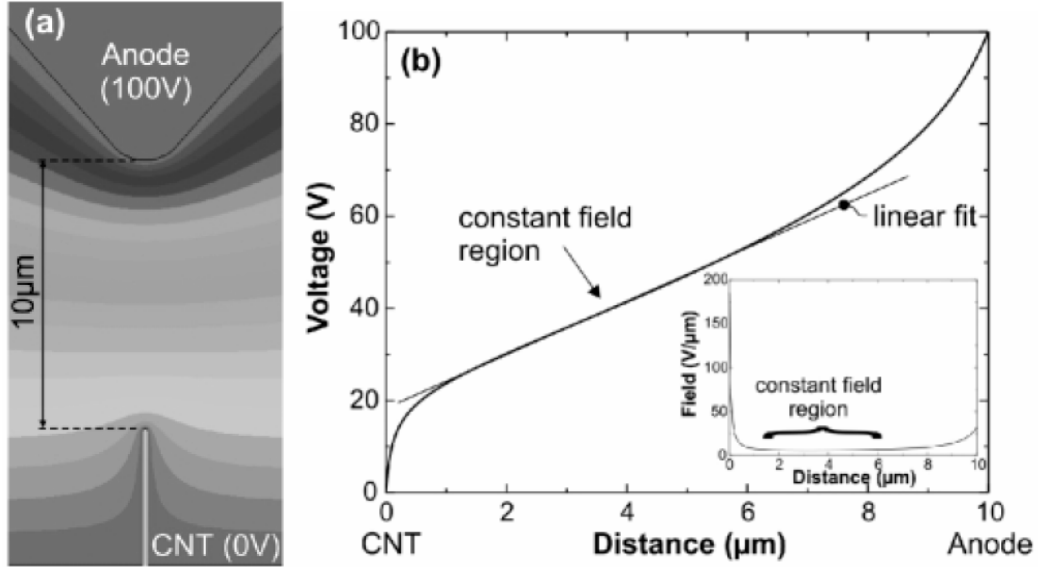 (a)
Anode
(100V)
10µm
CNT (0V)
(b)
Voltage (V)
100
80
60
40
20
0
constant field
region
linear fit
Field (V/µm)
200
150
100
50
0
constant field
region
0
2
4
6
8
10
Distance (µm)
0
2
4
6
8
10
CNT
Distance (µm)
Anode